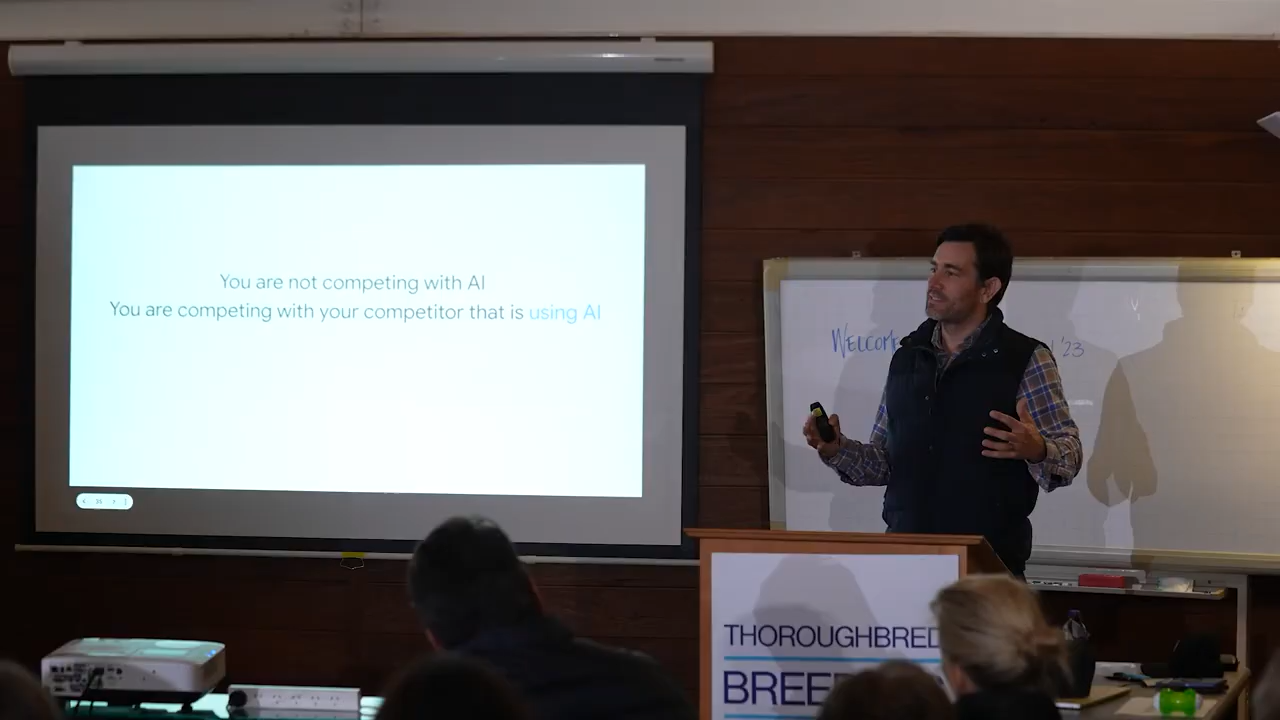 You are not competing with AI
You are competing with your competitor that is using AI
WELCOME
'23
THOROUGHBRED